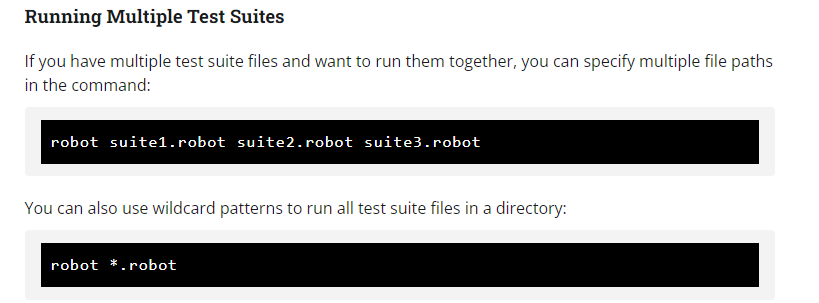 Running Multiple Test Suites
If you have multiple test suite files and want to run them together, you can specify multiple file paths
in the command:
robot suite1.robot suite2.robot suite3.robot
You can also use wildcard patterns to run all test suite files in a directory:
robot *.robot